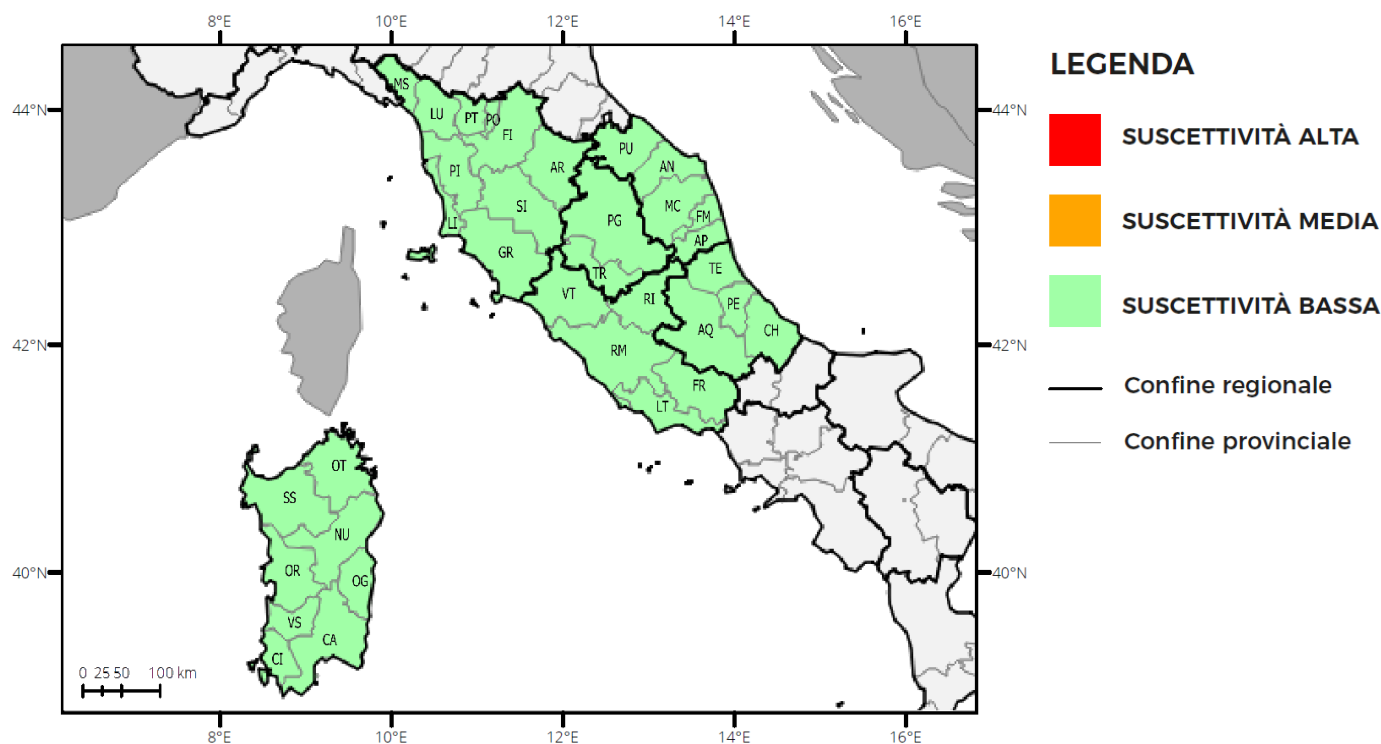 8°E 10°E 12°E 14°E 16°E
LEGENDA
44°N 44°N
SUSCETTIVITÀ ALTA
SUSCETTIVITÀ MEDIA
SUSCETTIVITÀ BASSA
42°N 42°N
Confine regionale
Confine provinciale
40°N 40°N
MS
LU PT PO
FI
PU
PI AR AN
SI MC
LI PG FM
GR AP
TR TE
VT RI PE
AQ CH
RM
FR
LT
OT
SS
NU
OR
OG
VS
CA
CI
0 25 50 100 km
8°E 10°E 12°E 14°E 16°E